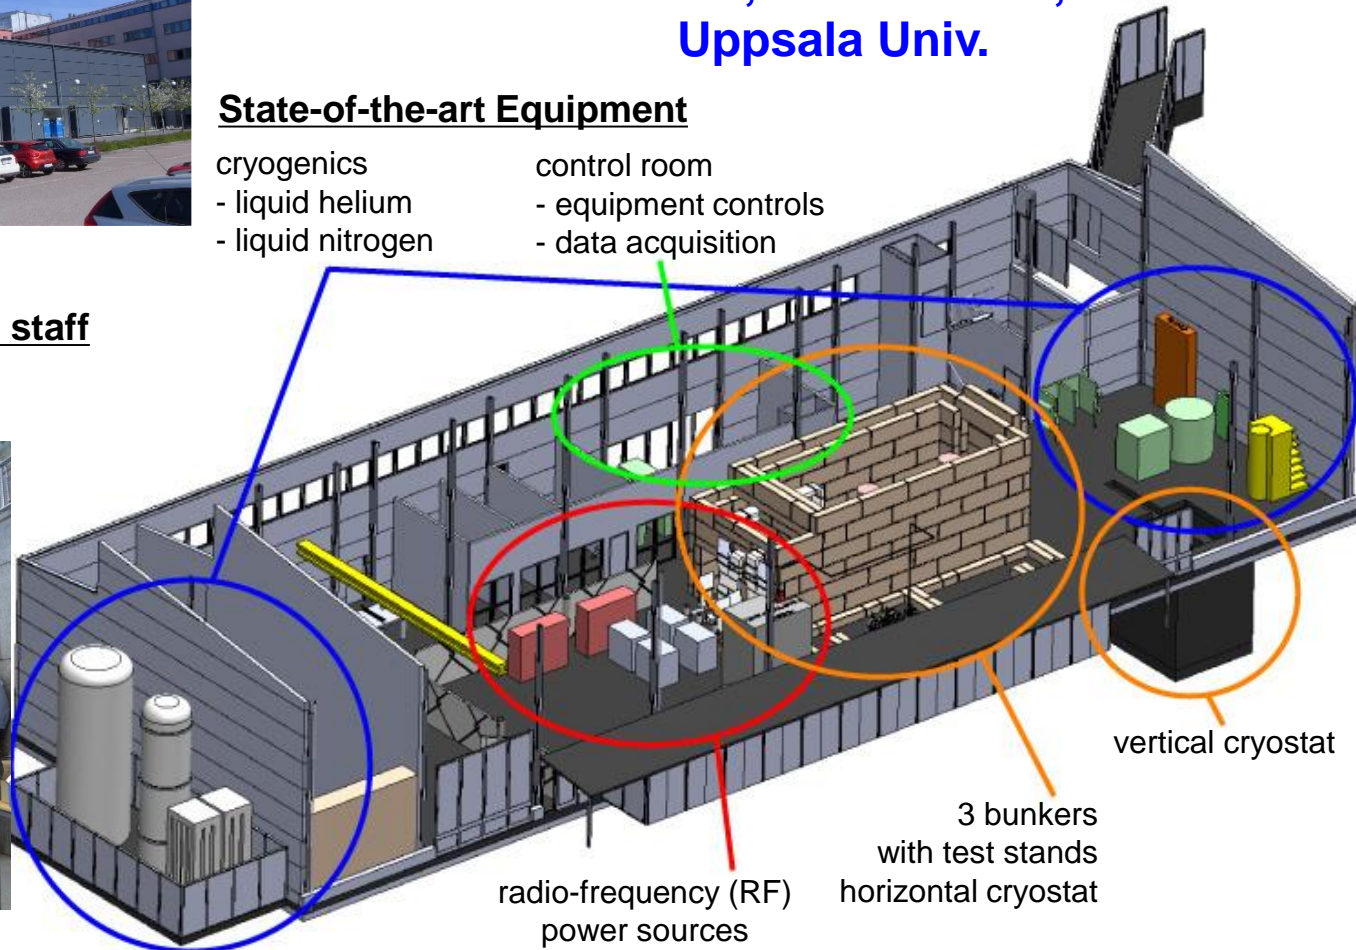 Uppsala Univ.
State-of-the-art Equipment
cryogenics
- liquid helium
- liquid nitrogen
control room
- equipment controls
- data acquisition
staff
vertical cryostat
3 bunkers
with test stands
horizontal cryostat
radio-frequency (RF)
power sources